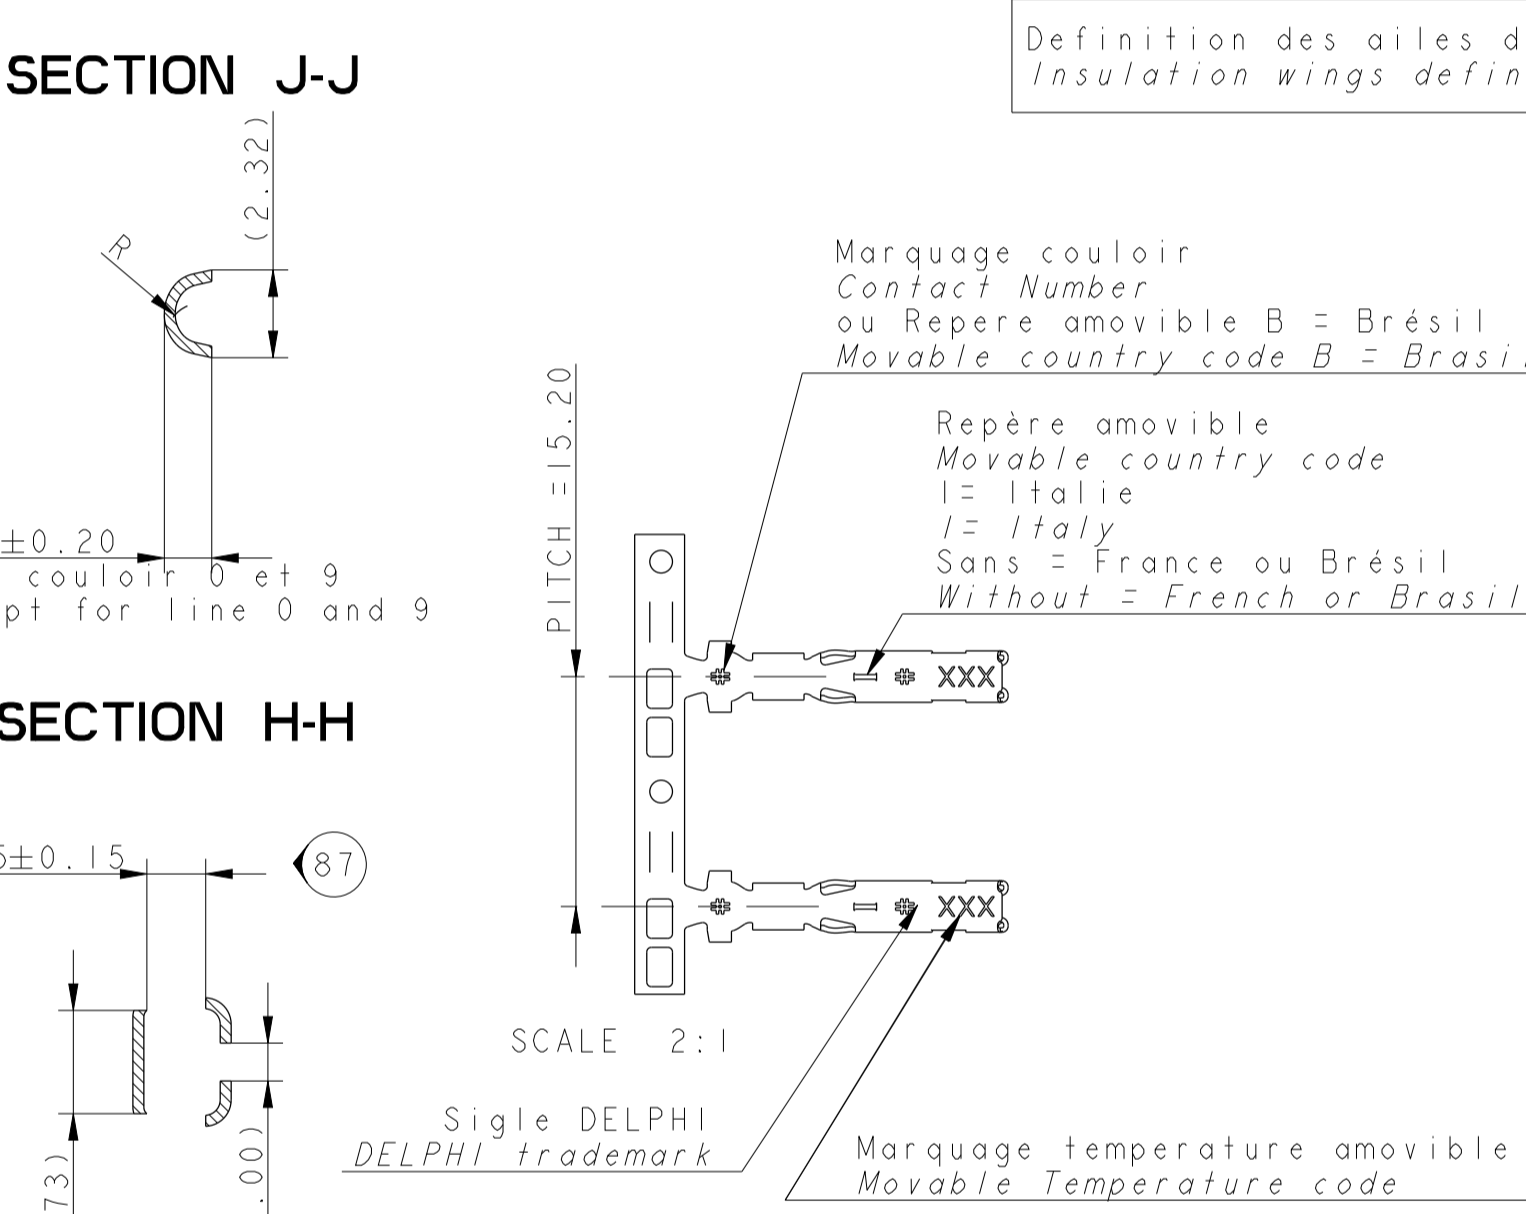 SECTION J-J
Definition des ailes d
Insulation wings defin
(2.32)
R
Marquage couloir
Contact Number
ou Repere amovible B = Brésil
Movable country code B = Brasil
PITCH =15.20
Repère amovible
Movable country code
I= Italie
I= Italy
Sans = France ou Brésil
Without = French or Brasil
±0.20
couloir 0 et 9
pt for line 0 and 9
XXX
SECTION H-H
5±0.15
87
XXX
SCALE 2:1
Sigle DELPHI
DELPHI trademark
Marquage temperature amovible
Movable Temperature code
73)
.00)